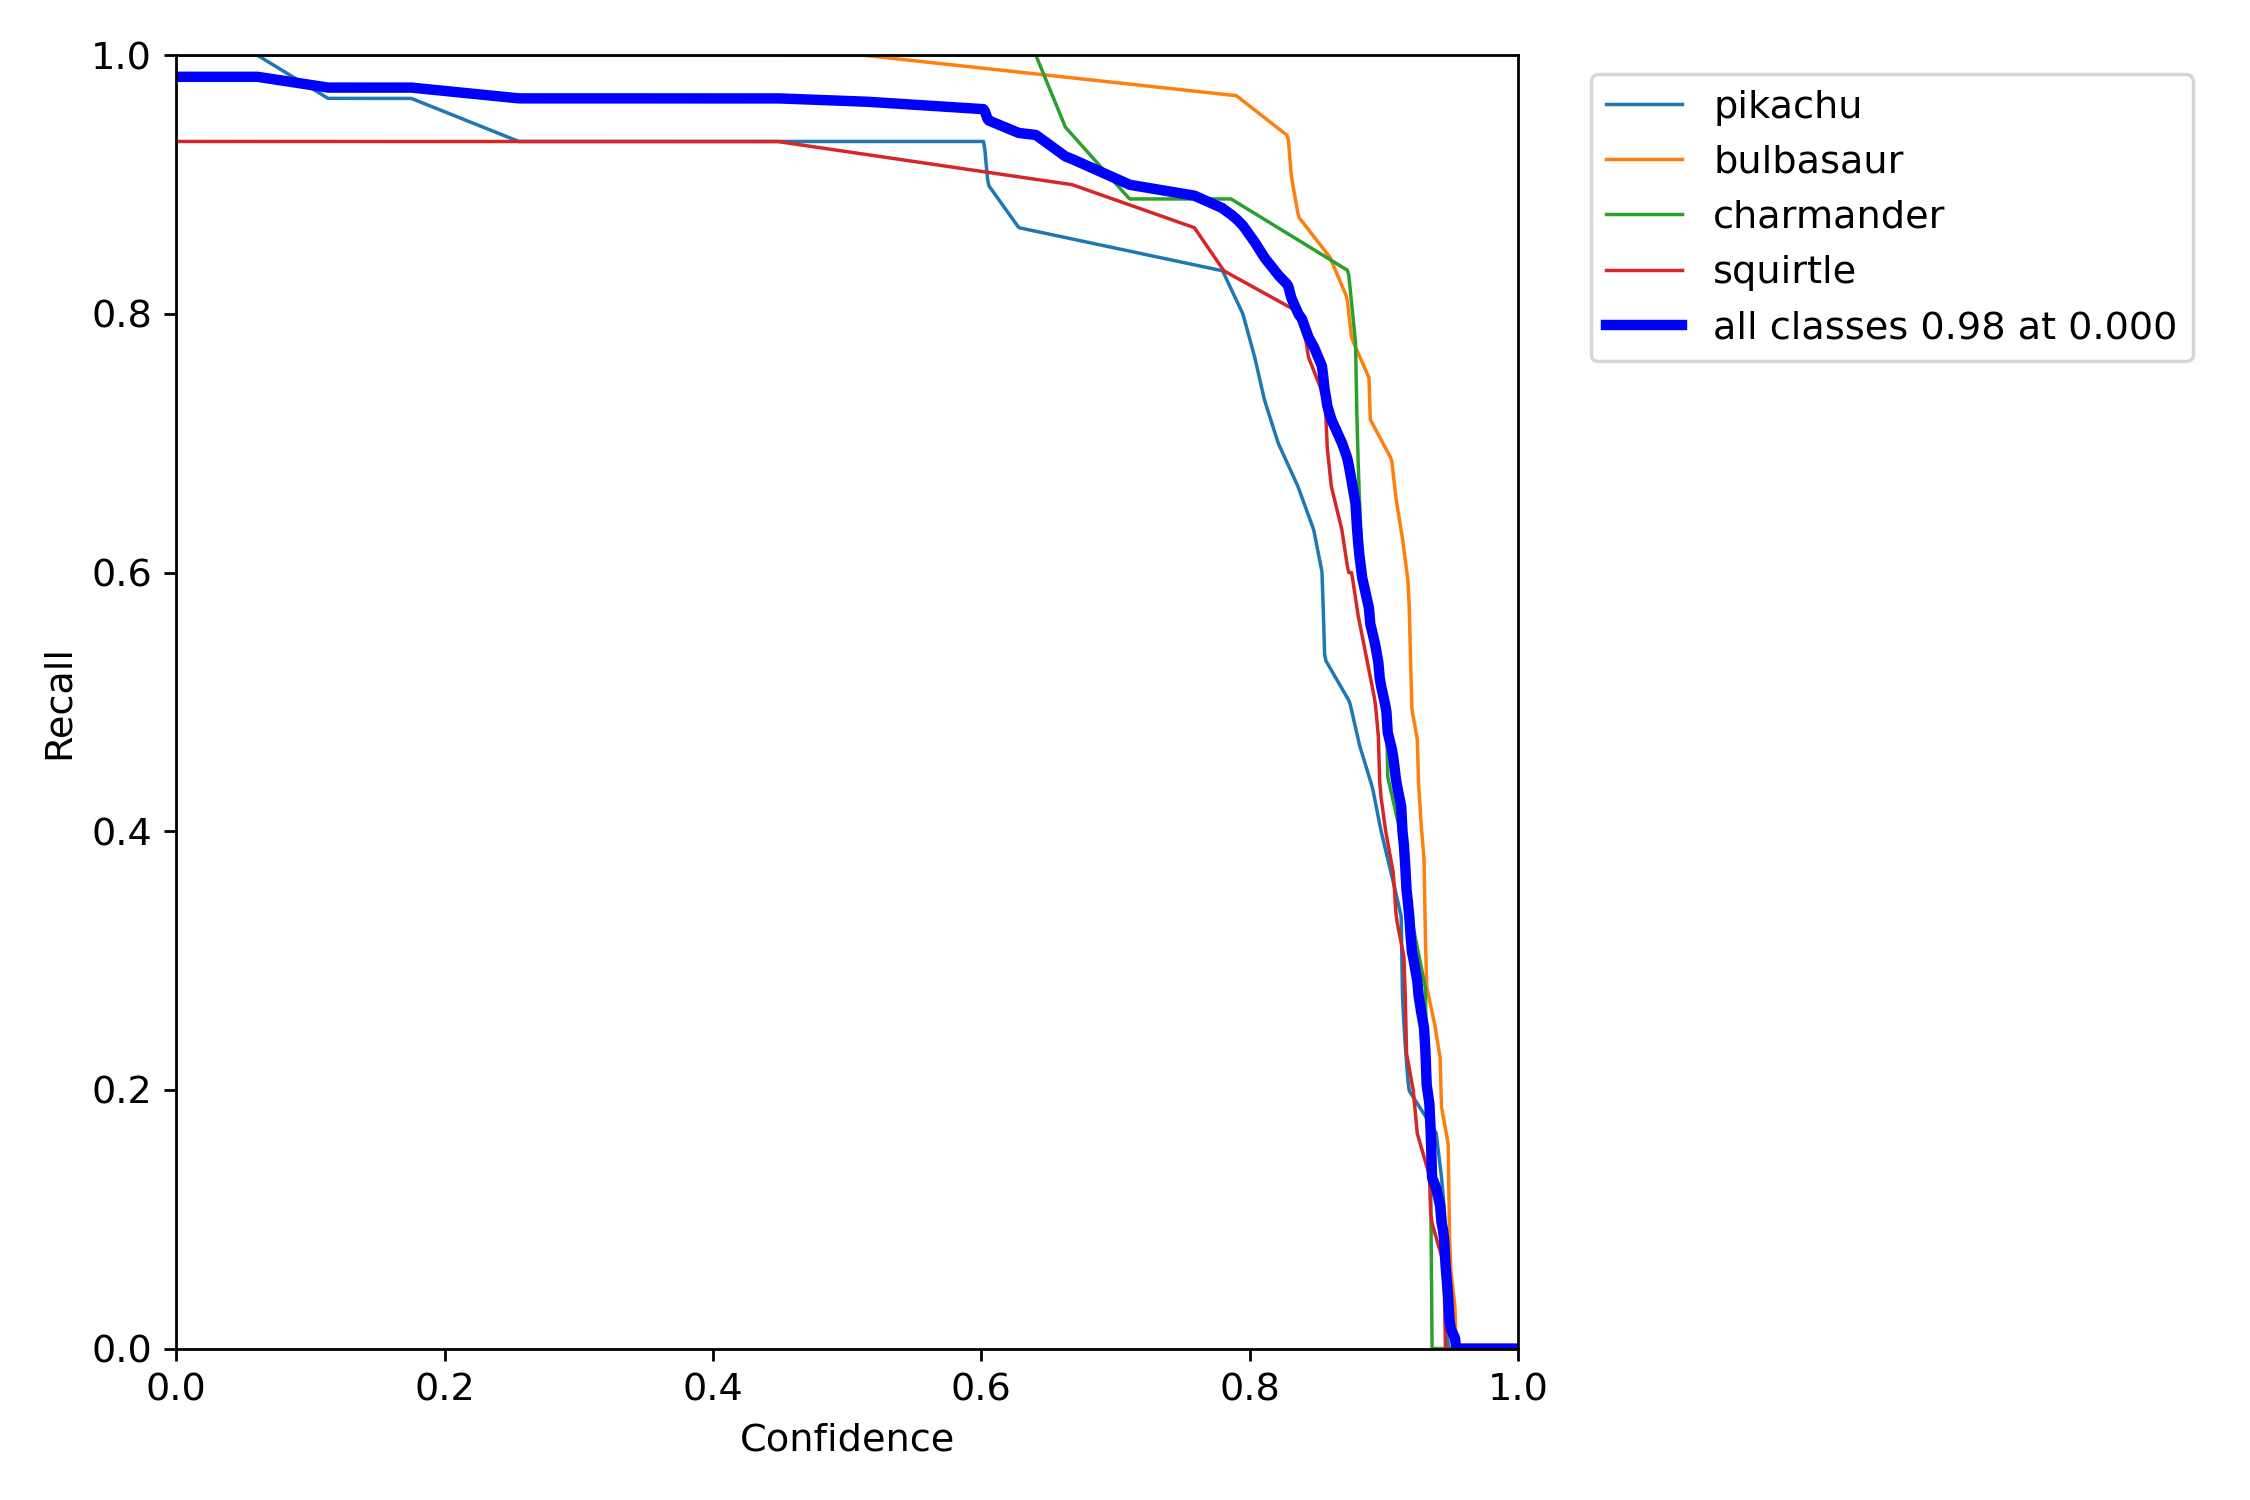 1.0
0.8
0.6
0.4
0.2
0.0
Recall
0.0 0.2 0.4 0.6 0.8 1.0
Confidence
pikachu
bulbasaur
charmander
squirtle
all classes 0.98 at 0.000